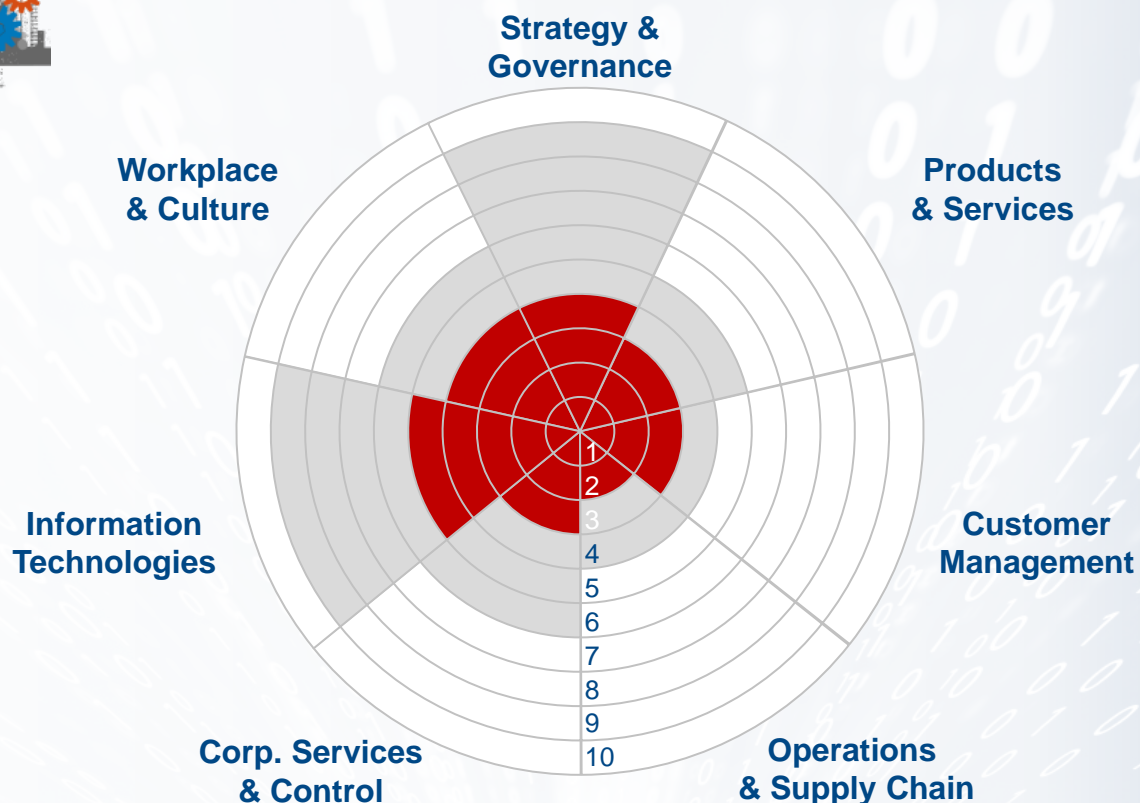 Strategy &
Governance
Workplace
& Culture
Products
& Services
1
2
3
4
5
6
7
8
9
10
Information
Technologies
Customer
Management
Corp. Services
& Control
Operations
& Supply Chain